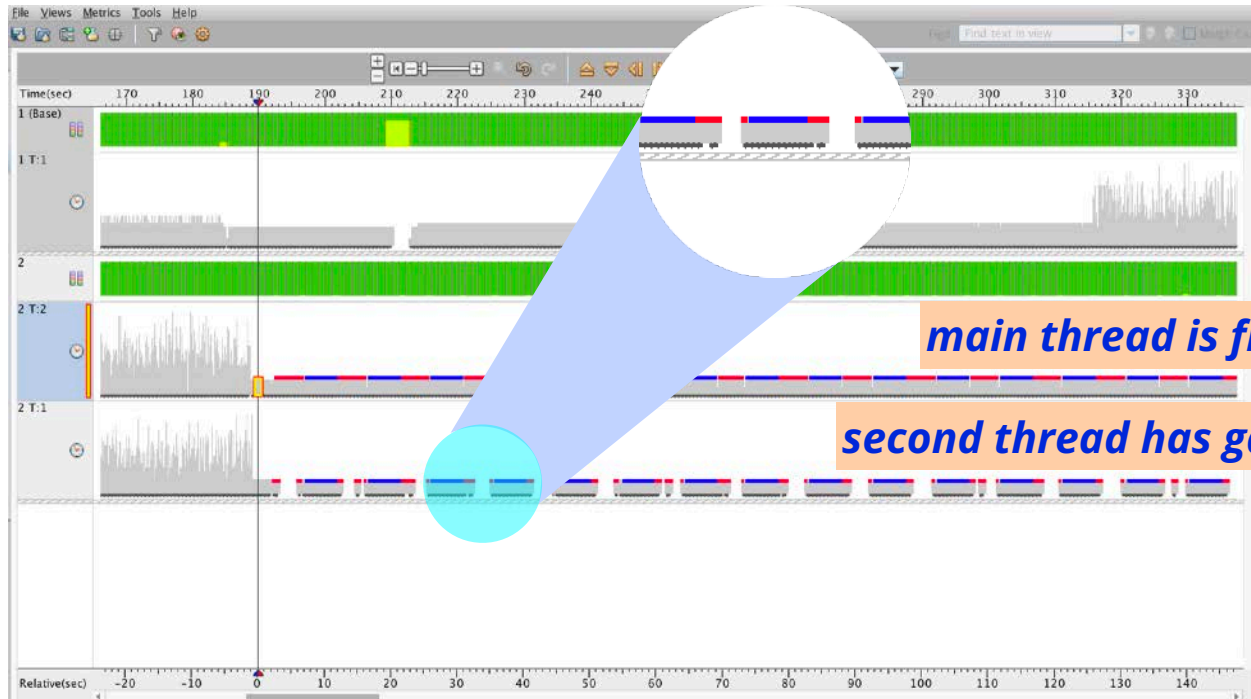 File Views Metrics Tools Help
Find text in view
Time(sec) 170 180 190 200 210 220 230 240 290 300 310 320 330
1 (Base)
1 T:1
2
2 T:2
main thread is
2 T:1
second thread has
Relative(sec) -20 -10 0 10 20 30 40 50 60 70 80 90 100 110 120 130 140